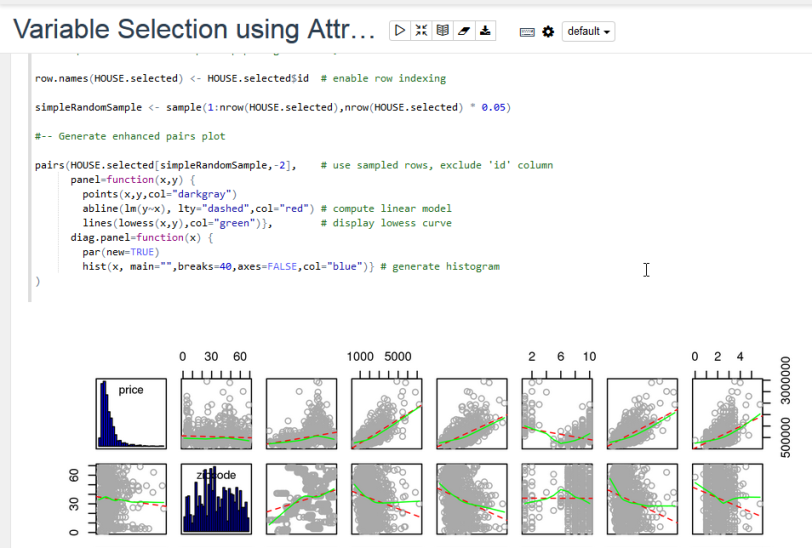 Variable Selection using Attr...
default
row.names(HOUSE.selected) <- HOUSE.selected$id # enable row indexing
simpleRandomSample <- sample(1:nrow(HOUSE.selected),nrow(HOUSE.selected) * 0.05)
#-- Generate enhanced pairs plot
pairs(HOUSE.selected[simpleRandomSample,-2], # use sampled rows, exclude 'id' column
panel=function(x,y) {
points(x,y,col="darkgray")
abline(lm(y~x), lty="dashed",col="red") # compute linear model
lines(lowess(x,y),col="green")}, # display lowess curve
diag.panel=function(x) {
par(new=TRUE)
hist(x, main="",breaks=40,axes=FALSE,col="blue")} # generate histogram
)
0 30 60 1000 5000 2 6 10 0 2 4
price
500000 3000000
zipcode
0 30 60